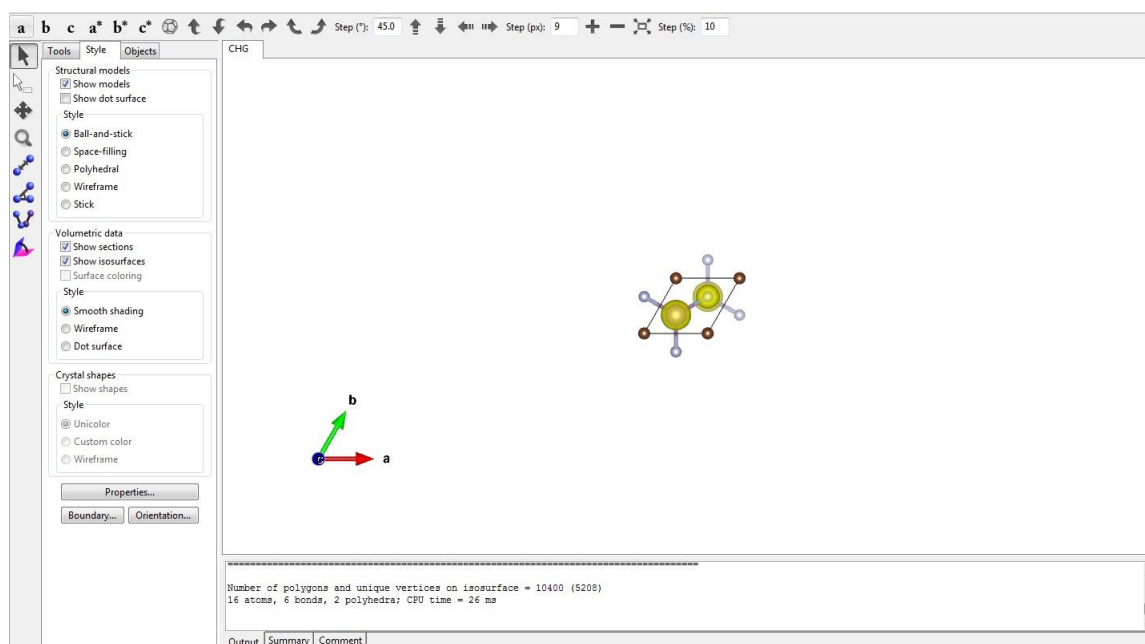 a b c a* b* c* Step (°): 45.0 Step (px): 9 Step (%): 10
Tools Style Objects
CHG
Structural models
Show models
Show dot surface
Style
Ball-and-stick
Space-filling
Polyhedral
Wireframe
Stick
Volumetric data
Show sections
Show isosurfaces
Surface coloring
Style
Smooth shading
Wireframe
Dot surface
Crystal shapes
Show shapes
Style
Unicolor
Custom color
Wireframe
Properties...
Boundary... Orientation...
b
a
Number of polygons and unique vertices on isosurface = 10400 (5208)
16 atoms, 6 bonds, 2 polyhedra; CPU time = 26 ms
Output Summary Comment